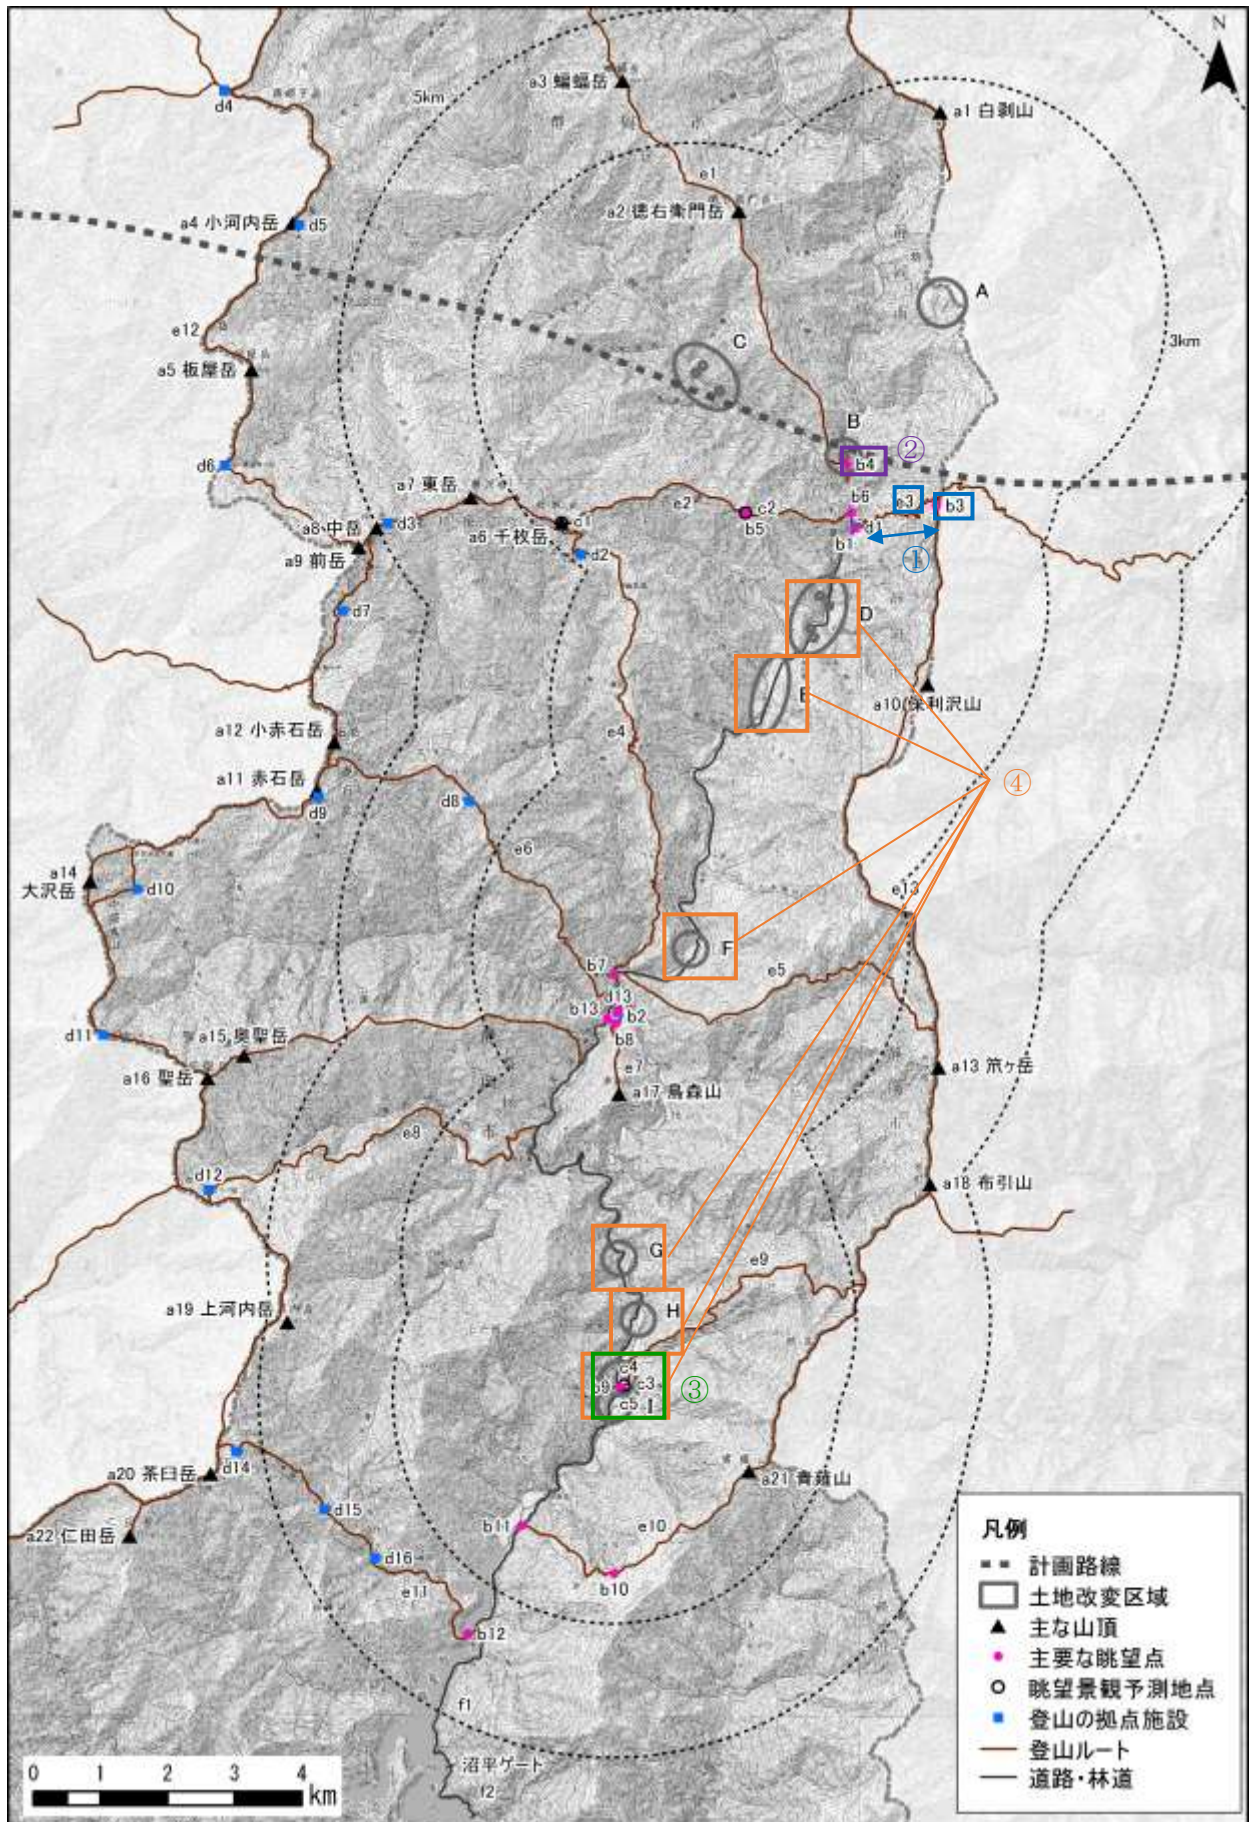 N
a3 蝙蝠岳
5km
a1 白剥山
d4
e1
a2 徳右衛門岳
a4 小河内岳
d5
A
e12
3km
C
a5 板屋岳
B
②
d6
b4
a7 東岳
b6
e3
b3
e2
c2
c1
d3
b5
d1
a8 中岳
a6 千枚岳
b1
①
a9 前岳
d2
d7
D
E
a10 保利沢山
a12 小赤石岳
e4
④
a11 赤石岳
d9
d8
e6
a14
大沢岳
d10
e13
F
b7
e5
d13
b13
b2
d11
a15 奥聖岳
b8
a16 聖岳
e7
a13 笊ヶ岳
a17 鳥森山
e8
d12
a18 布引山
G
e9
a19 上河内岳
H
c4
b9
c3
③
c5
I
a20 茶臼岳
d14
a21 青薙山
d15
b11
e10
a22 仁田岳
d16
e11
b10
b12
f1
沼平ゲート
f2
0 1 2 3 4
km
凡例
計画路線
土地改変区域
主な山頂
主要な眺望点
眺望景観予測地点
登山の拠点施設
登山ルート
道路・林道